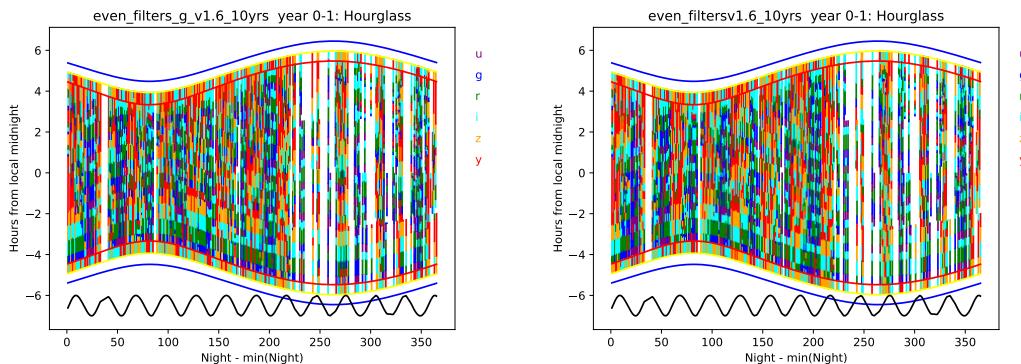 even_filters_g_v1.6_10yrs year 0-1: Hourglass
Hours from local midnight
6
4
2
0
−2
−4
−6
0 50 100 150 200 250 300 350
Night - min(Night)
u
g
r
i
z
y
even_filtersv1.6_10yrs year 0-1: Hourglass
Hours from local midnight
6
4
2
0
−2
−4
−6
0 50 100 150 200 250 300 350
Night - min(Night)